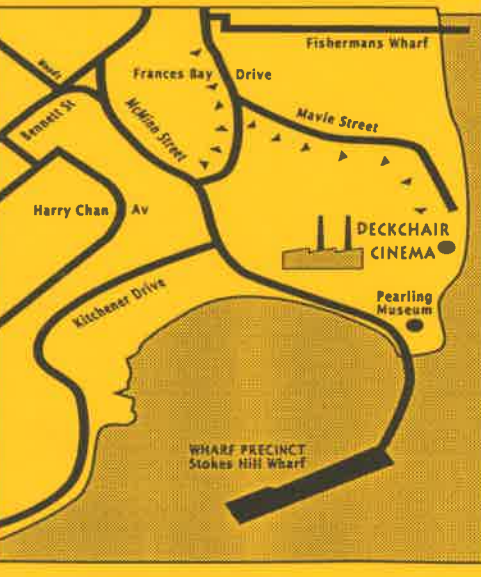 Fishermans Wharf
Frances Bay Drive
Woods
Bennett St
McMinn Street
Mavie Street
Harry Chan Av
DECKCHAIR
CINEMA
Kitchener Drive
Pearling
Museum
WHARF PRECINCT
Stokes Hill Wharf